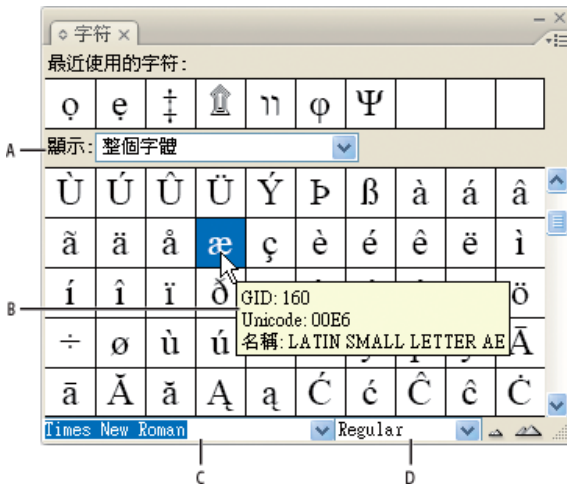 字符
最近使用的字符:
ọ ẹ ‡ ײ φ Ψ
A
顯示: 整個字體
Ù Ú Û Ü Ý Þ ß à á â
ã ä å æ ç è é ê ë ì
í î ï ð ö
B
GID: 160
Unicode: 00E6
名稱: LATIN SMALL LETTER AE
÷ ø ù ú Ā
ā Ă ă Ą ą Ć ć Ĉ ĉ Ċ
Times New Roman Regular
C D